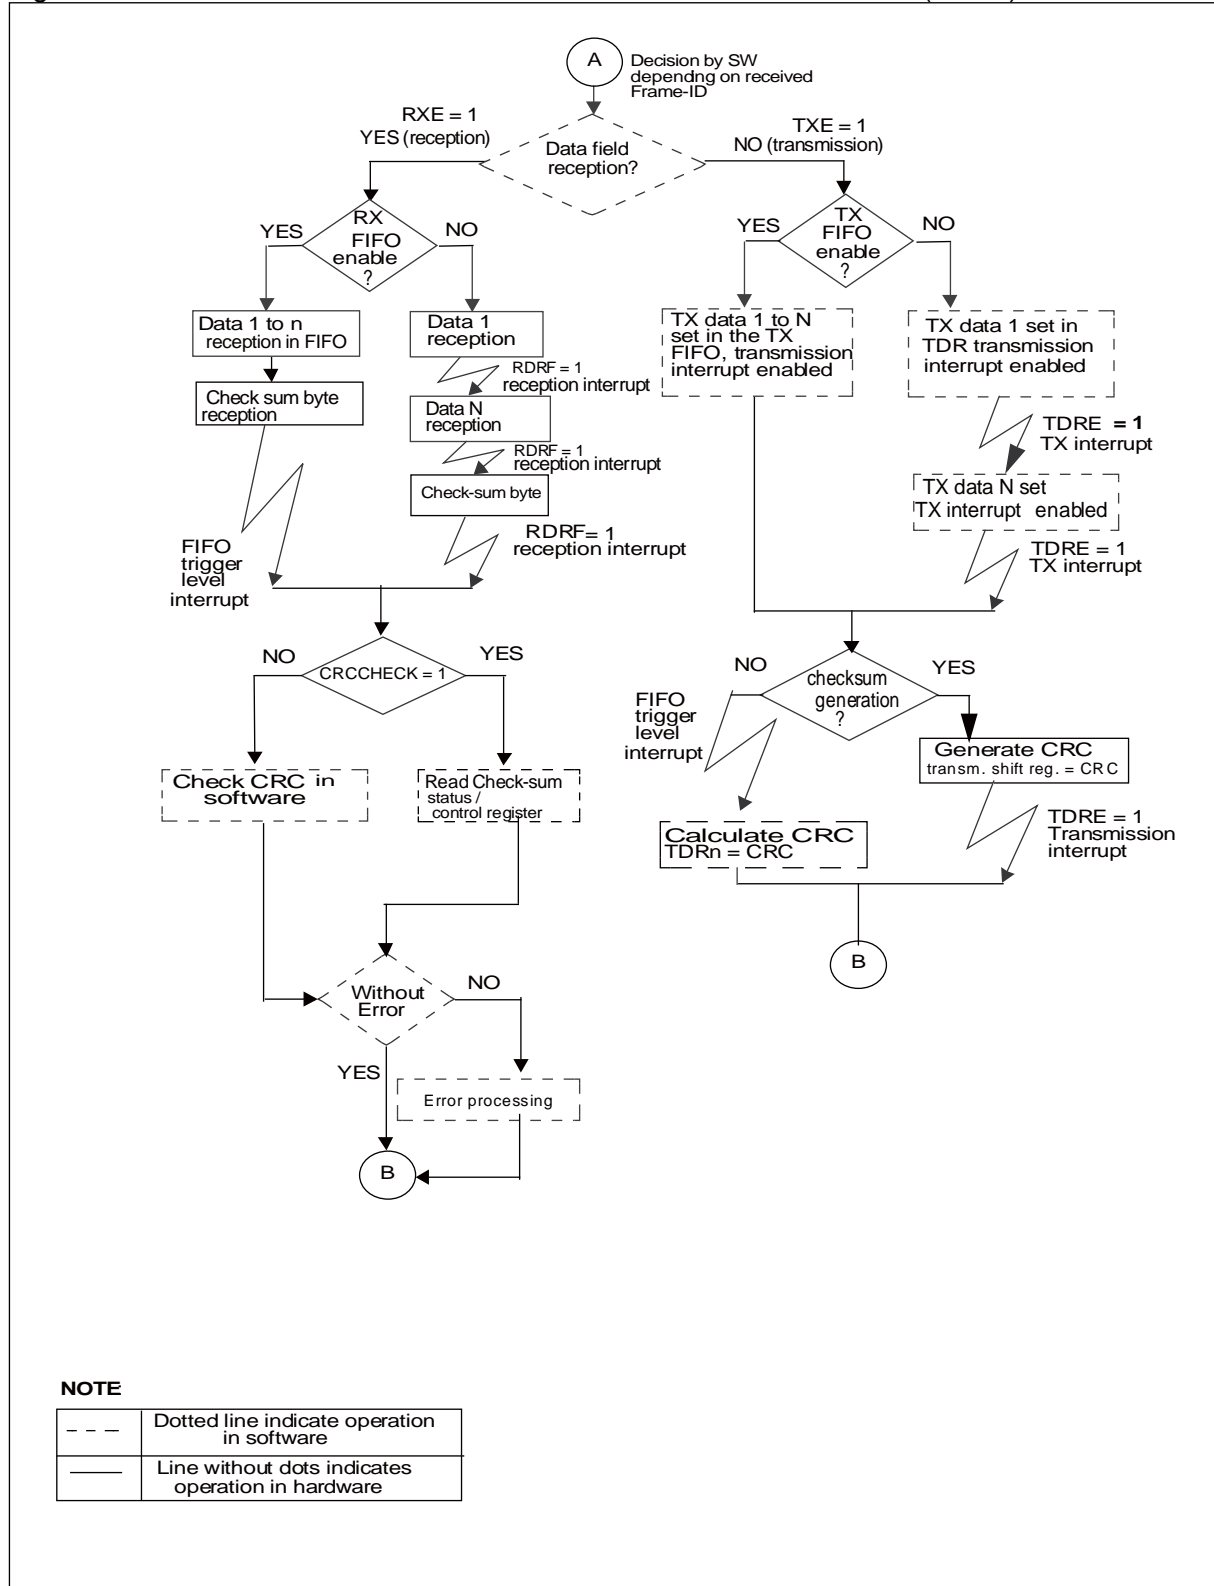 A
Decision by SW
dependng on received
Frame-ID
RXE = 1
YES (reception)
TXE = 1
NO (transmission)
Data field
reception?
YES
RX
FIFO
enable
?
NO
YES
TX
FIFO
enable
?
NO
Data 1 to n
reception in FIFO
Data 1
reception
RDRF = 1
reception interrupt
Check sum byte
reception
Data N
reception
RDRF = 1
reception interrupt
Check-sum byte
RDRF= 1
reception interrupt
FIFO
trigger
level
interrupt
TX data 1 to N
set in the TX
FIFO, transmission
interrupt enabled
TX data 1 set in
TDR transmission
interrupt enabled
TDRE = 1
TX interrupt
TX data N set
TX interrupt enabled
TDRE = 1
TX interrupt
NO
CRCCHECK = 1
YES
NO
checksum
generation
?
YES
FIFO
trigger
level
interrupt
Generate CRC
transm. shift reg. = CRC
Check CRC in
software
Read Check-sum
status /
control register
Calculate CRC
TDRn = CRC
TDRE = 1
Transmission
interrupt
B
Without
Error
NO
YES
Error processing
B
NOTE
Dotted line indicate operation
in software
Line without dots indicates
operation in hardware